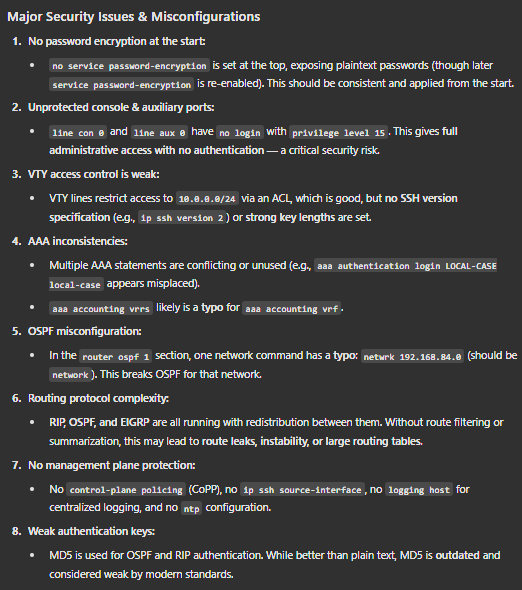 Major Security Issues & Misconfigurations
1. No password encryption at the start:
• no service password-encryption is set at the top, exposing plaintext passwords (though later
service password-encryption is re-enabled). This should be consistent and applied from the start.
2. Unprotected console & auxiliary ports:
• line con 0 and line aux 0 have no login with privilege level 15. This gives full
administrative access with no authentication — a critical security risk.
3. VTY access control is weak:
• VTY lines restrict access to 10.0.0.0/24 via an ACL, which is good, but no SSH version
specification (e.g., ip ssh version 2) or strong key lengths are set.
4. AAA inconsistencies:
• Multiple AAA statements are conflicting or unused (e.g., aaa authentication login LOCAL-CASE
local-case appears misplaced).
• aaa accounting vrrs likely is a typo for aaa accounting vrf.
5. OSPF misconfiguration:
• In the router ospf 1 section, one network command has a typo: netwrk 192.168.84.0 (should be
network). This breaks OSPF for that network.
6. Routing protocol complexity:
• RIP, OSPF, and EIGRP are all running with redistribution between them. Without route filtering or
summarization, this may lead to route leaks, instability, or large routing tables.
7. No management plane protection:
• No control-plane policing (CoPP), no ip ssh source-interface, no logging host for
centralized logging, and no ntp configuration.
8. Weak authentication keys:
• MD5 is used for OSPF and RIP authentication. While better than plain text, MD5 is outdated and
considered weak by modern standards.